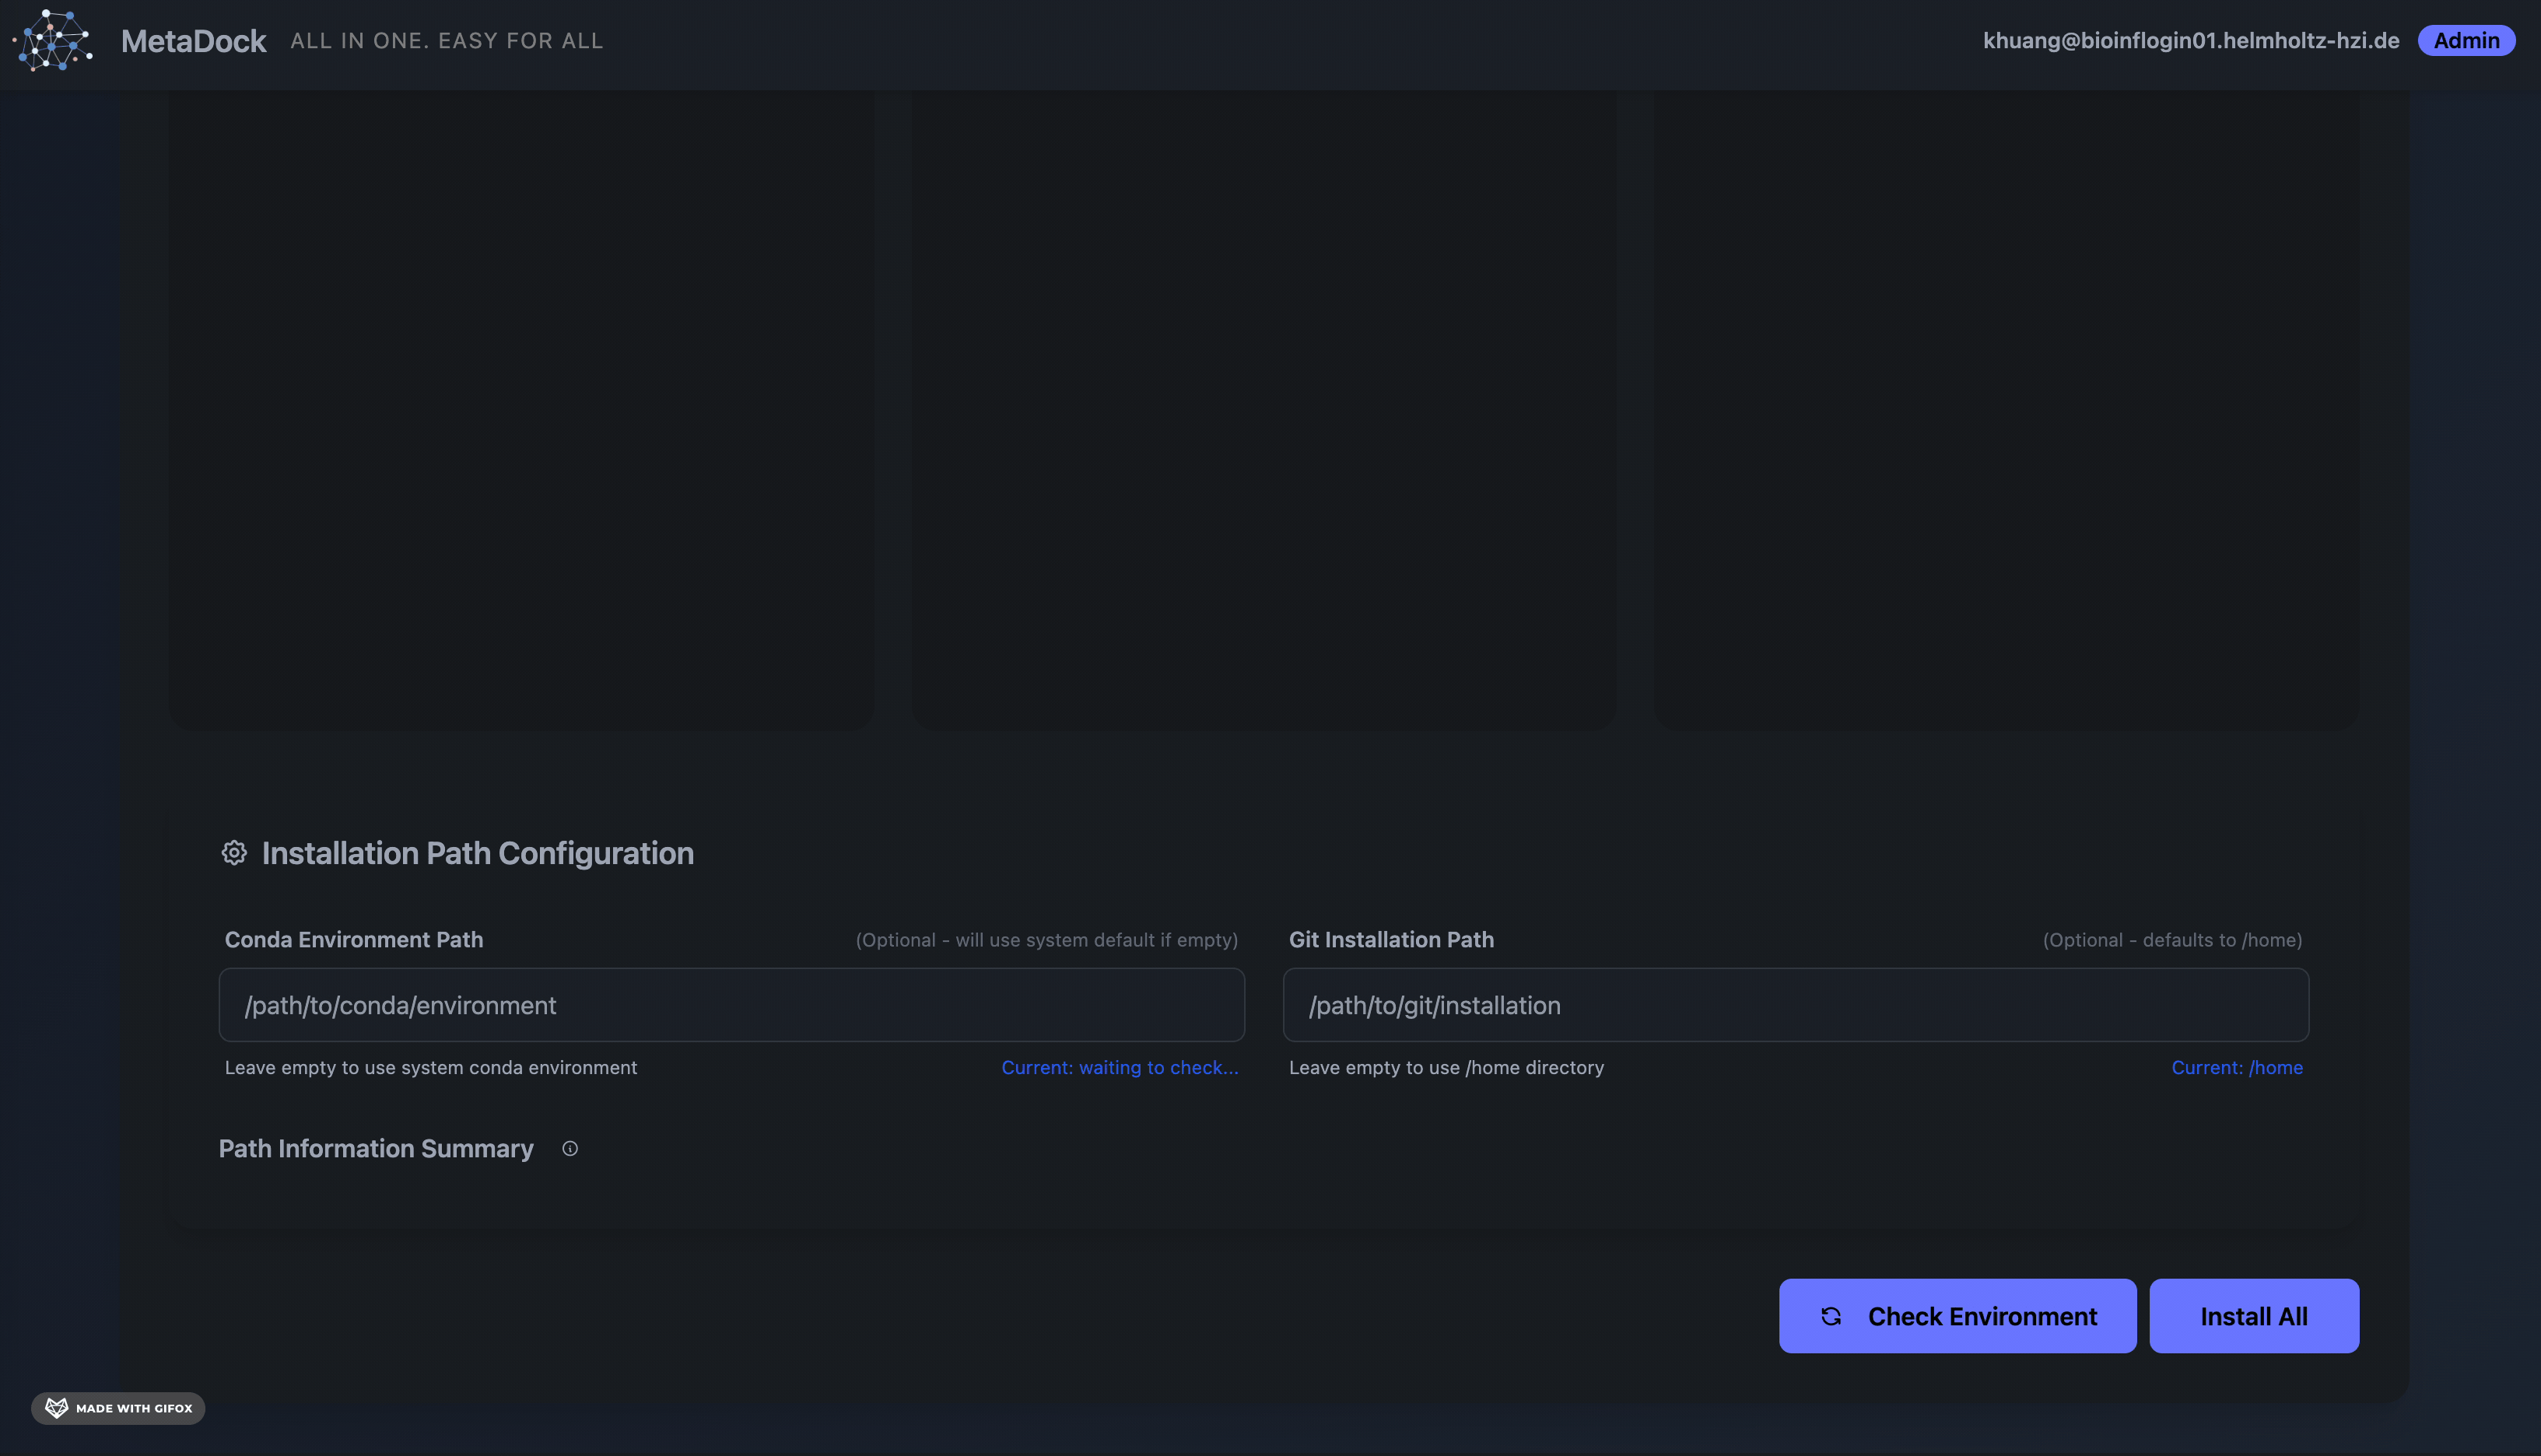 MetaDock ALL IN ONE. EASY FOR ALL
khuang@bioinflogin01.helmholtz-hzi.de Admin
Installation Path Configuration
Conda Environment Path (Optional - will use system default if empty)
/path/to/conda/environment
Leave empty to use system conda environment Current: waiting to check...
Git Installation Path (Optional - defaults to /home)
/path/to/git/installation
Leave empty to use /home directory Current: /home
Path Information Summary
Check Environment
Install All
MADE WITH GIFOX